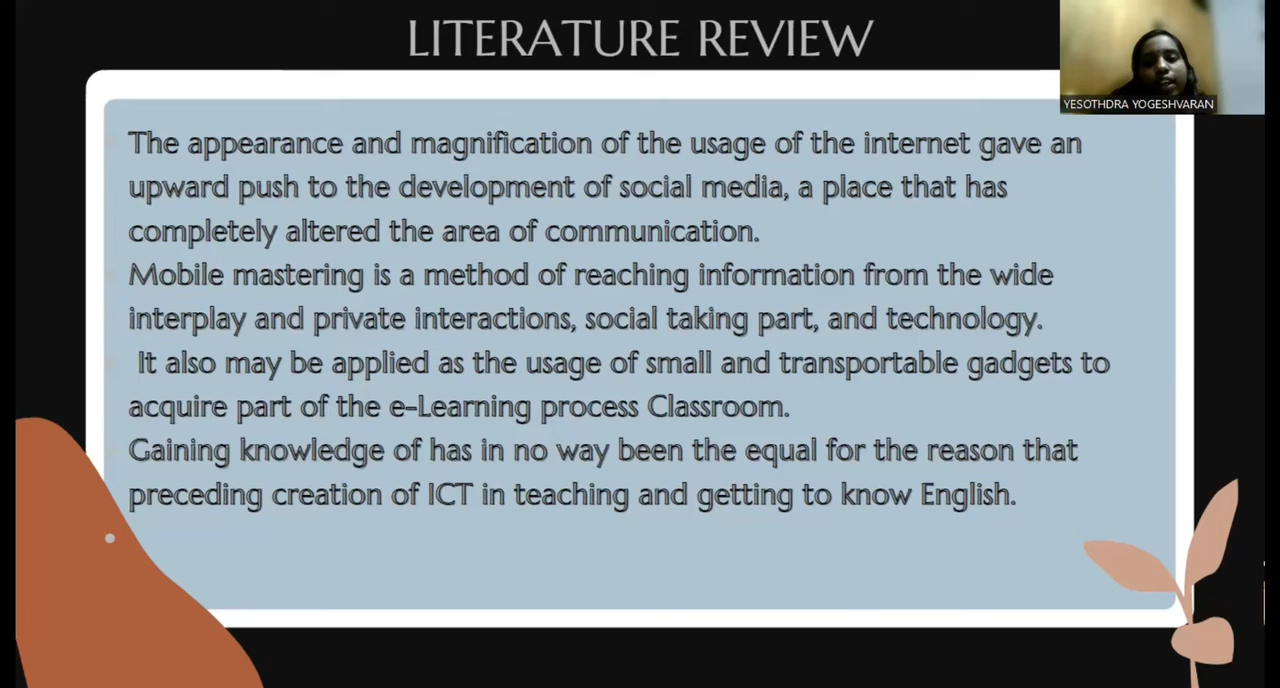 LITERATURE REVIEW
YESOTHDRA YOGESHVARAN
The appearance and magnification of the usage of the internet gave an
upward push to the development of social media, a place that has
completely altered the area of communication.
Mobile mastering is a method of reaching information from the wide
interplay and private interactions, social taking part, and technology.
It also may be applied as the usage of small and transportable gadgets to
acquire part of the e-Learning process Classroom.
Gaining knowledge of has in no way been the equal for the reason that
preceding creation of ICT in teaching and getting to know English.